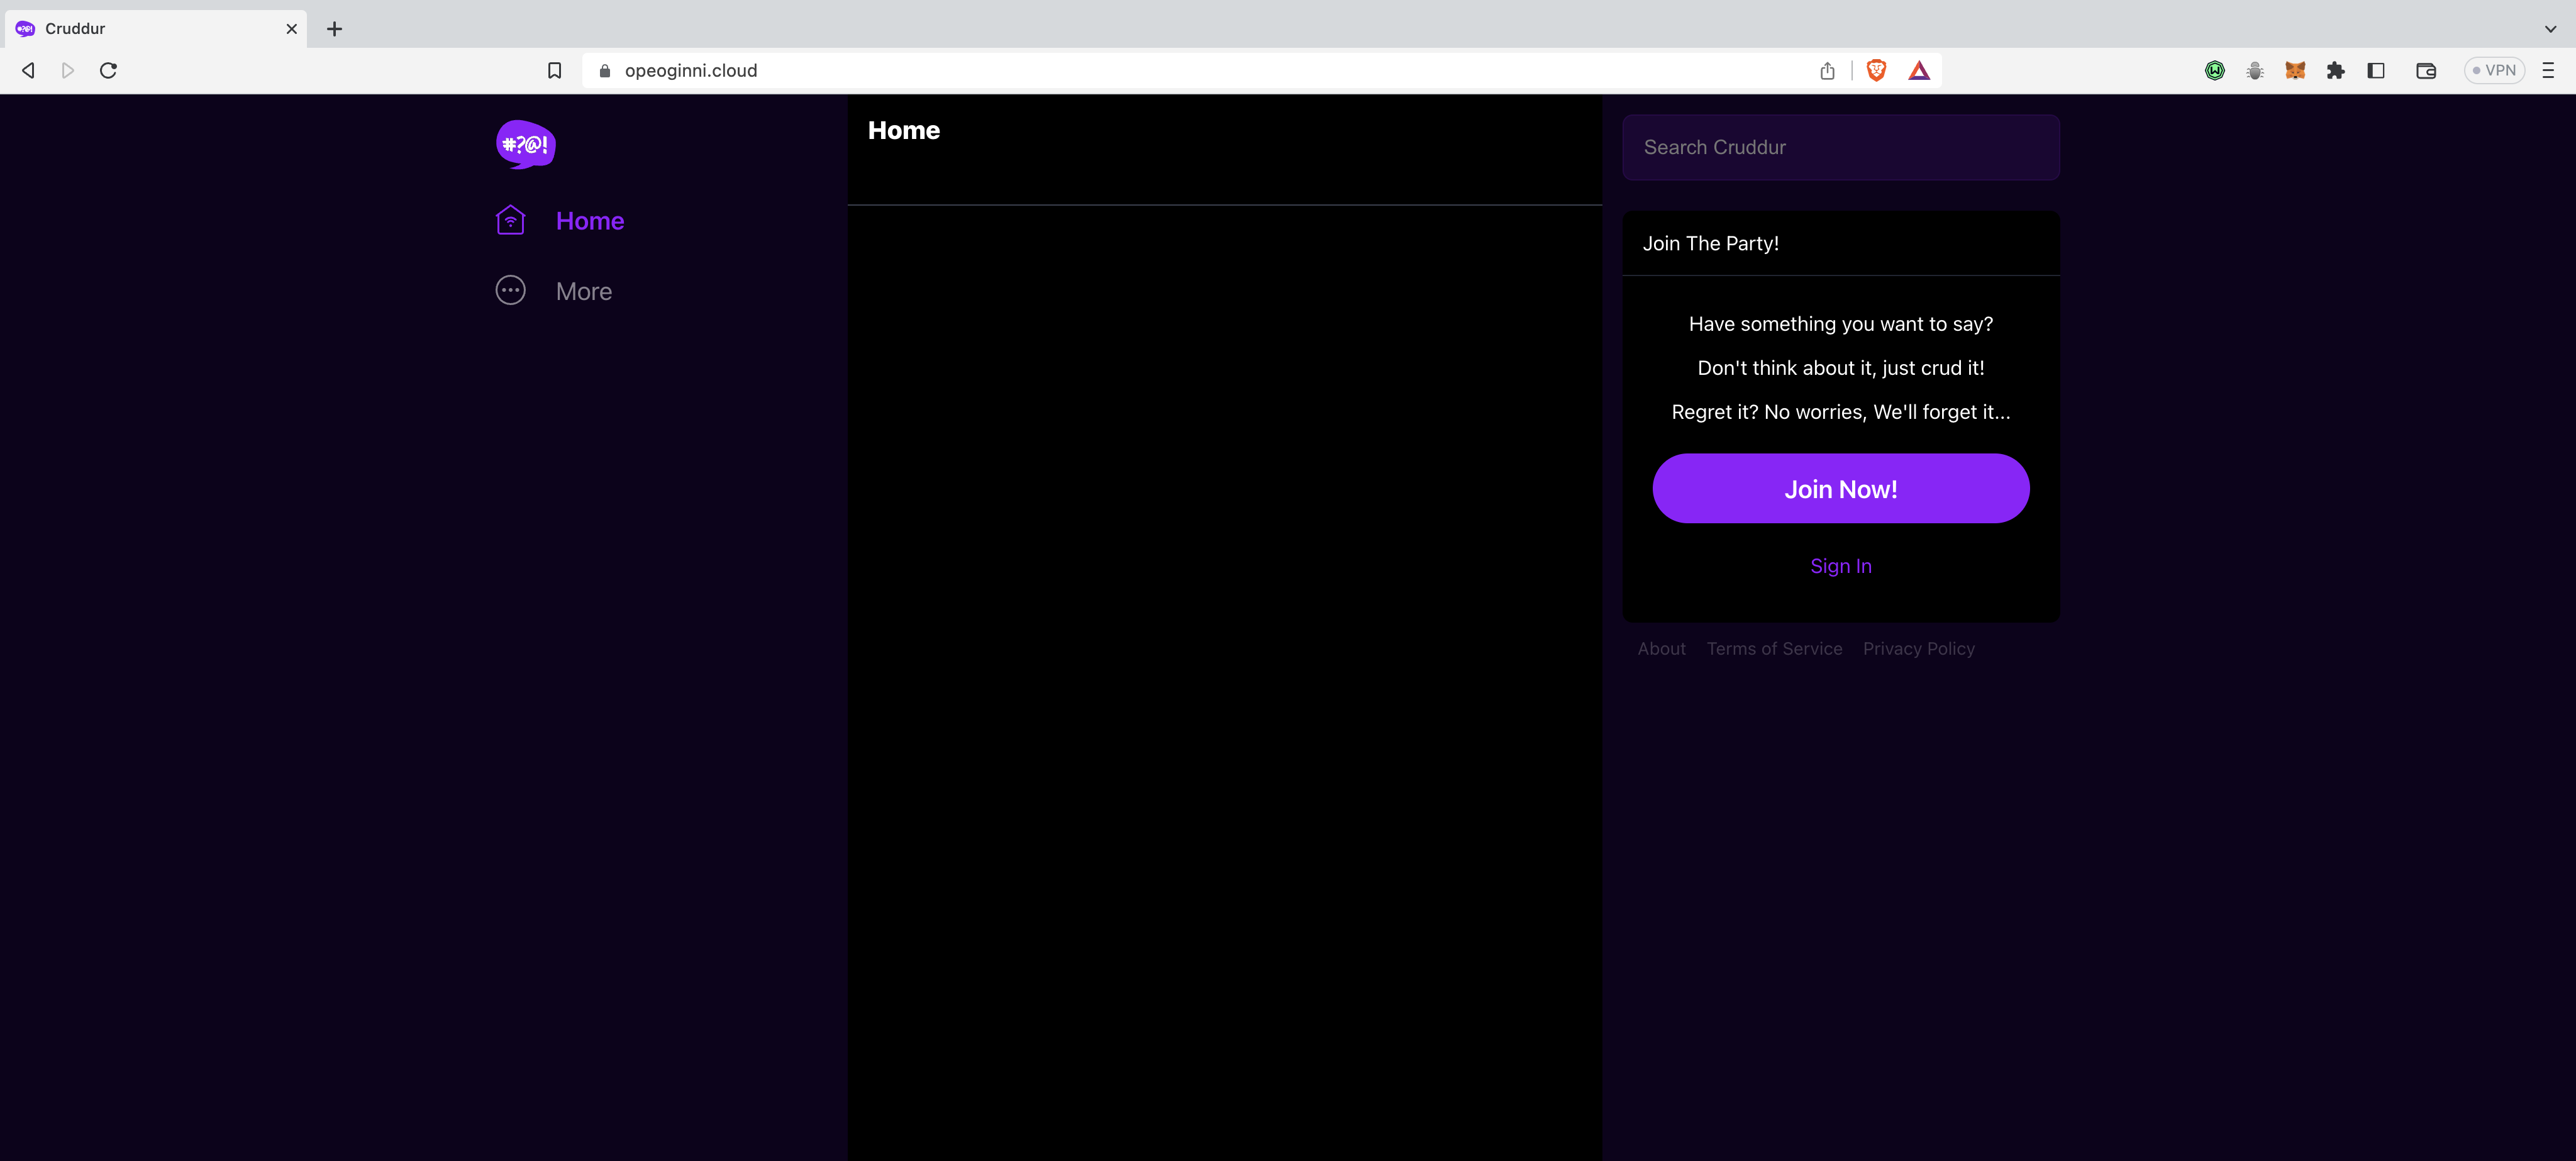 Cruddur
opeoginni.cloud
VPN
#?@!
Home
More
Home
Search Cruddur
Join The Party!
Have something you want to say?
Don't think about it, just crud it!
Regret it? No worries, We'll forget it...
Join Now!
Sign In
About Terms of Service Privacy Policy